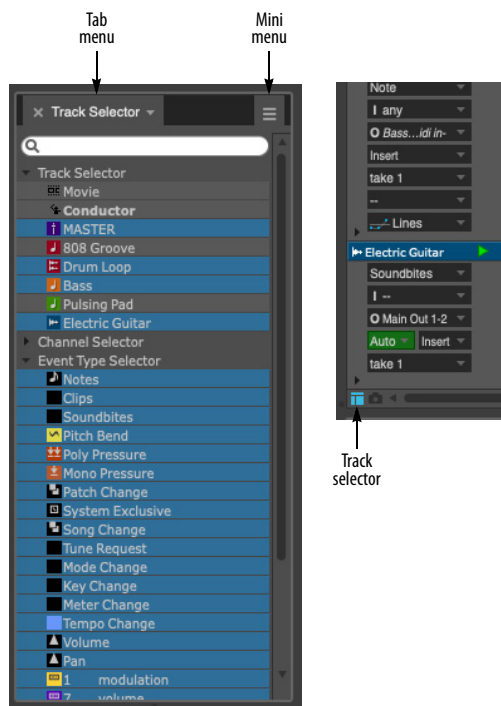 Tab
menu
Mini
menu
Track Selector
Track Selector
Movie
Conductor
MASTER
808 Groove
Drum Loop
Bass
Pulsing Pad
Electric Guitar
Channel Selector
Event Type Selector
Notes
Clips
Soundbites
Pitch Bend
Poly Pressure
Mono Pressure
Patch Change
System Exclusive
Song Change
Tune Request
Mode Change
Key Change
Meter Change
Tempo Change
Volume
Pan
1 modulation
7 volume
Note
I any
O Bass…idi in-
Insert
take 1
--
Lines
Electric Guitar
Soundbites
I --
O Main Out 1-2
Auto Insert
take 1
Track
selector